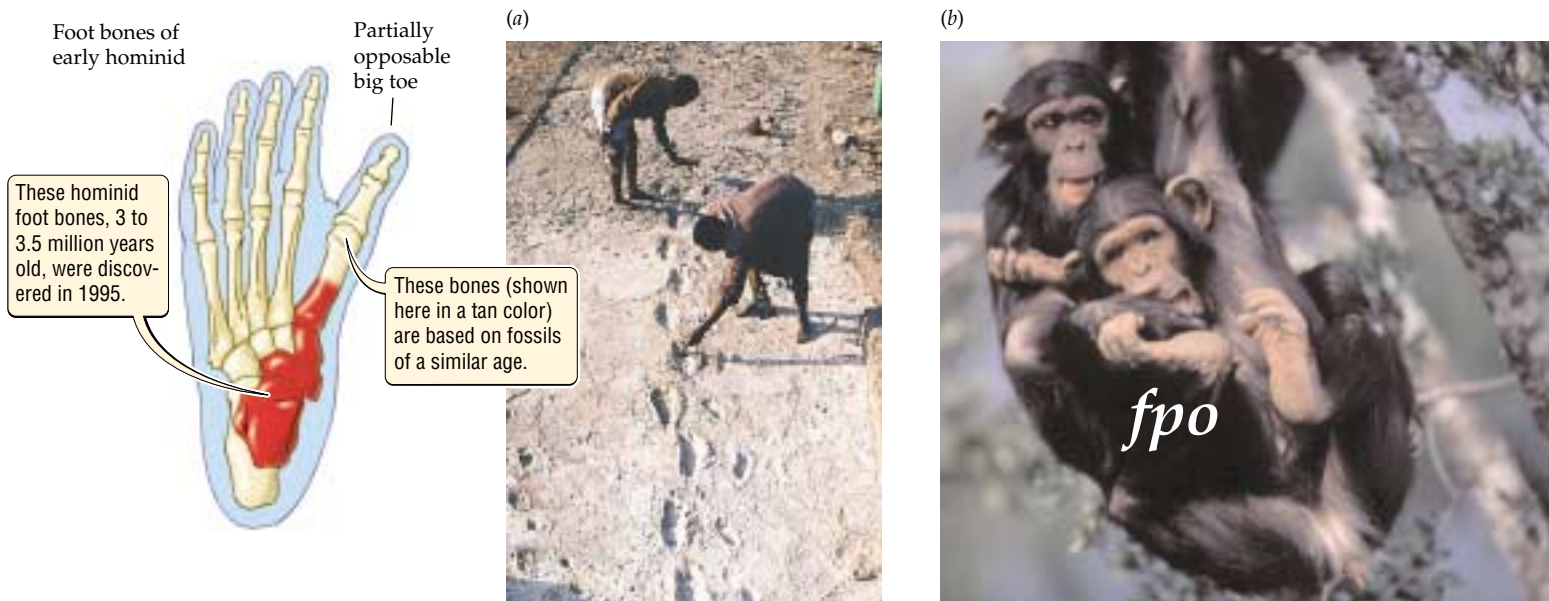 Foot bones of
early hominid
Partially
opposable
big toe
These hominid
foot bones, 3 to
3.5 million years
old, were discov-
ered in 1995.
These bones (shown
here in a tan color)
are based on fossils
of a similar age.
(a)
(b)
fpo